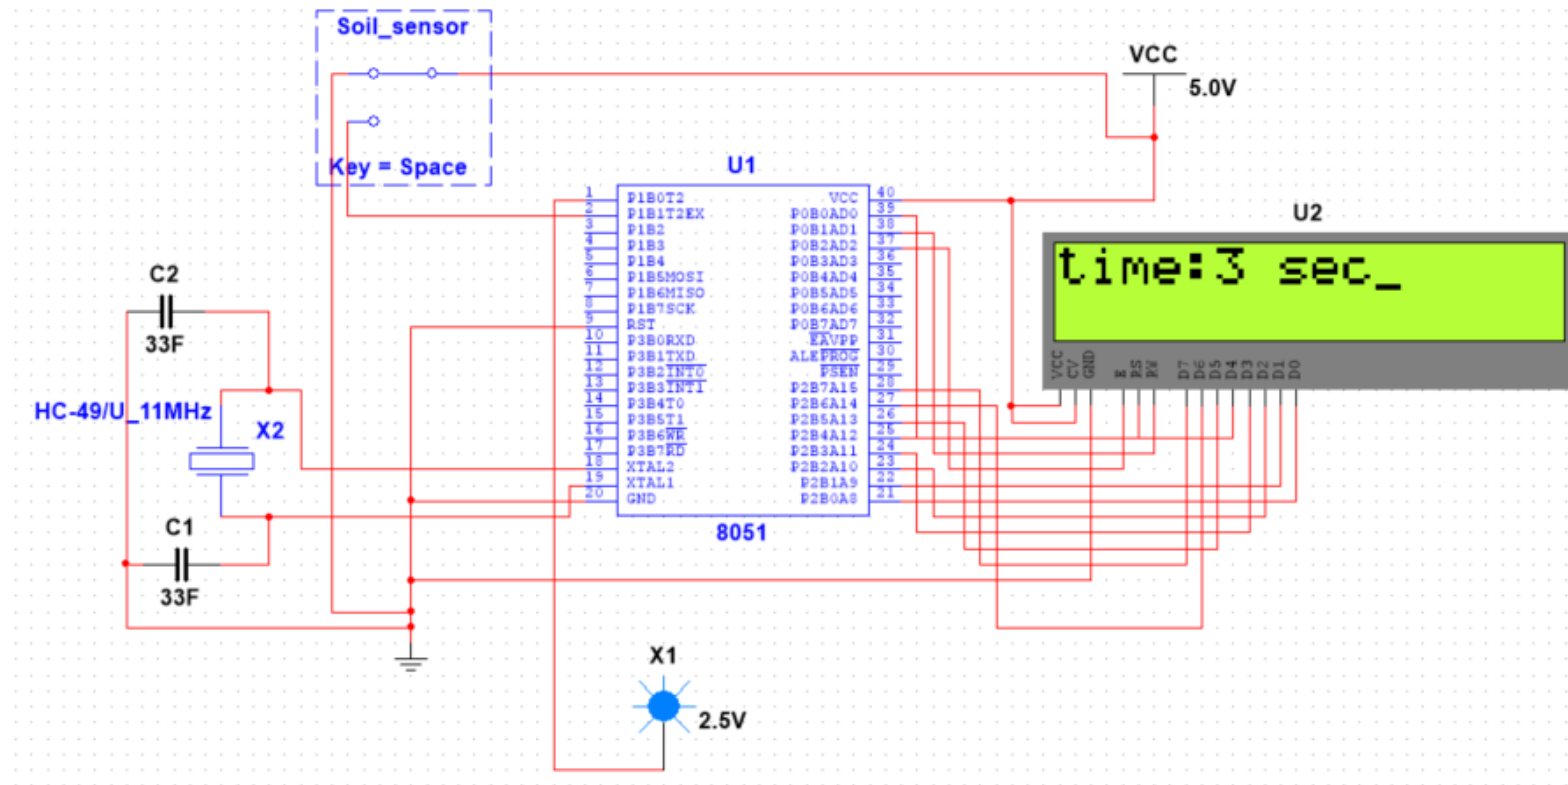 Soil_sensor
Key = Space
VCC
5.0V
U1
1 P1B0T2 VCC 40
2 P1B1T2EX P0B0AD0 39
3 P1B2 P0B1AD1 38
4 P1B3 P0B2AD2 37
5 P1B4 P0B3AD3 36
6 P1B5MOSI P0B4AD4 35
7 P1B6MISO P0B5AD5 34
8 P1B7SCK P0B6AD6 33
9 RST P0B7AD7 32
10 P3B0RXD EAVPP 31
11 P3B1TXD ALEPROG 30
12 P3B2INT0 PSEN 29
13 P3B3INT1 P2B7A15 28
14 P3B4T0 P2B6A14 27
15 P3B5T1 P2B5A13 26
16 P3B6WR P2B4A12 25
17 P3B7RD P2B3A11 24
18 XTAL2 P2B2A10 23
19 XTAL1 P2B1A9 22
20 GND P2B0A8 21
8051
U2
time:3 sec_
VCC CV GND E RS RW D7 D6 D5 D4 D3 D2 D1 D0
C2
33F
HC-49/U_11MHz
X2
C1
33F
X1
2.5V